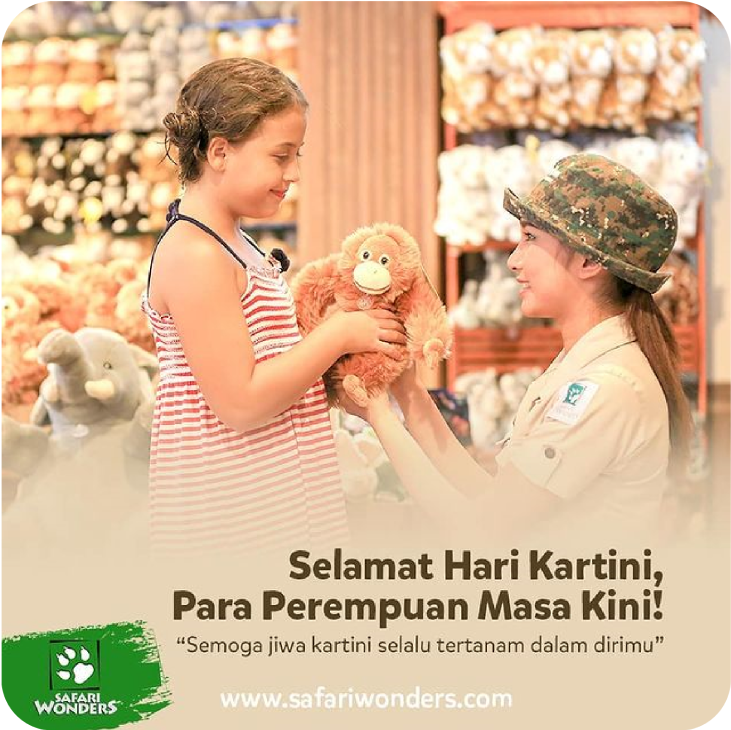 Selamat Hari Kartini,
Para Perempuan Masa Kini!
“Semoga jiwa kartini selalu tertanam dalam dirimu”
SAFARI
WONDERS
www.safariwonders.com